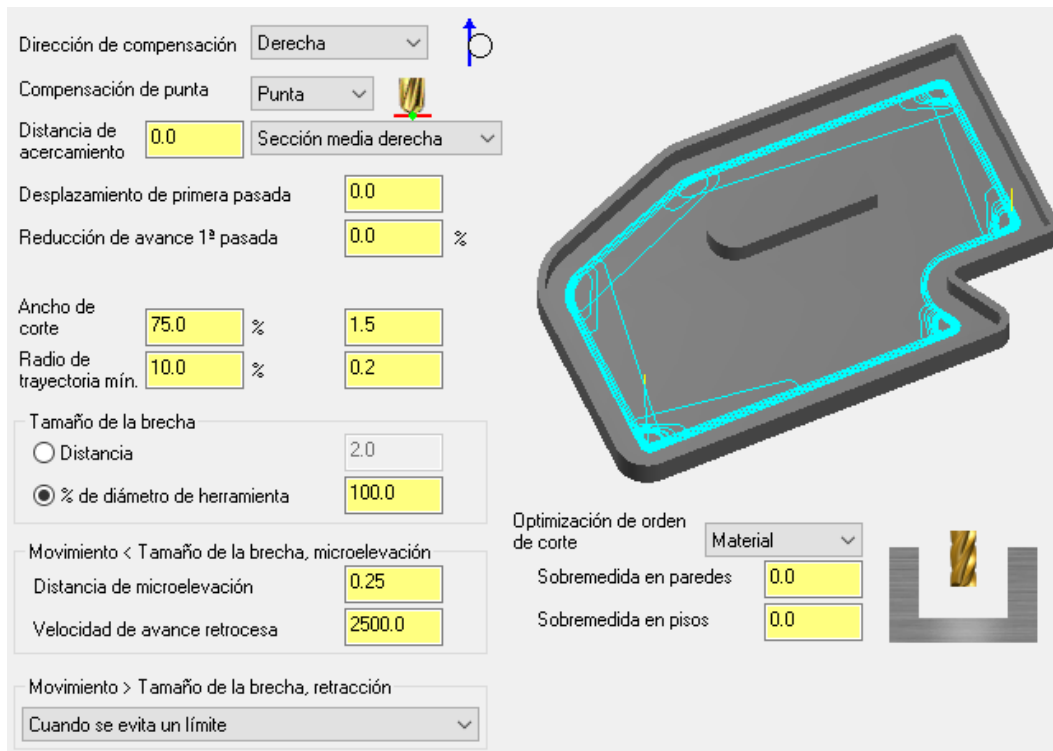 Dirección de compensación Derecha
Compensación de punta Punta
Distancia de
acercamiento 0.0 Sección media derecha
Desplazamiento de primera pasada 0.0
Reducción de avance 1ª pasada 0.0 %
Ancho de
corte 75.0 % 1.5
Radio de
trayectoria mín. 10.0 % 0.2
Tamaño de la brecha
Distancia 2.0
% de diámetro de herramienta 100.0
Movimiento < Tamaño de la brecha, microelevación
Distancia de microelevación 0.25
Velocidad de avance retrocesa 2500.0
Movimiento > Tamaño de la brecha, retracción
Cuando se evita un límite
Optimización de orden
de corte Material
Sobremedida en paredes 0.0
Sobremedida en pisos 0.0